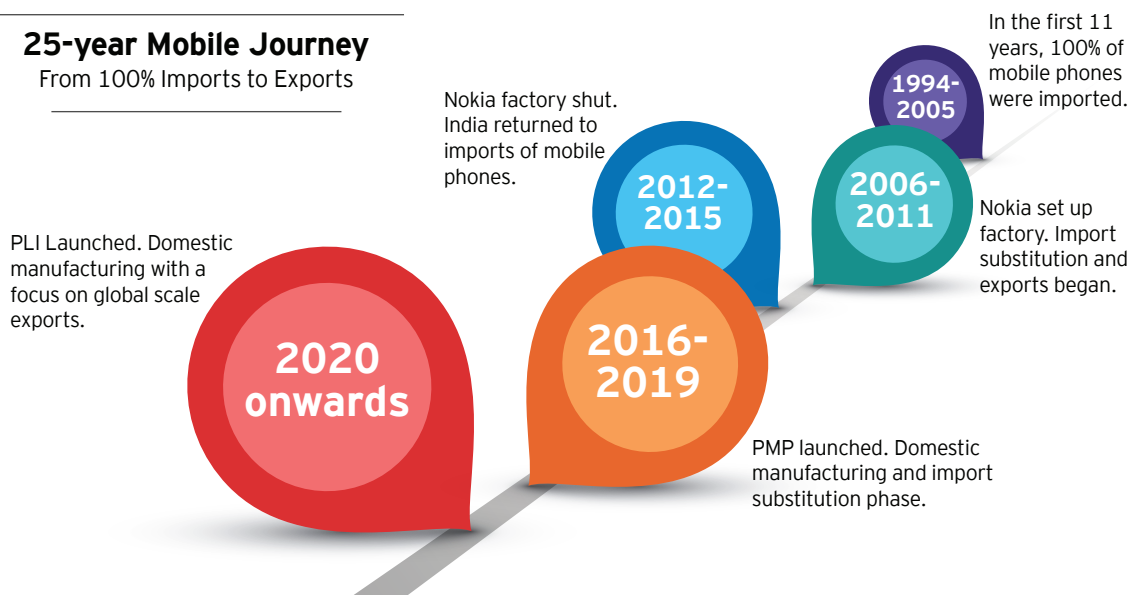 25-year Mobile Journey
From 100% Imports to Exports
In the first 11
years, 100% of
mobile phones
were imported.
1994-
2005
Nokia set up
factory. Import
substitution and
exports began.
2006-
2011
Nokia factory shut.
India returned to
imports of mobile
phones.
2012-
2015
2016-
2019
PMP launched. Domestic
manufacturing and import
substitution phase.
PLI Launched. Domestic
manufacturing with a
focus on global scale
exports.
2020
onwards